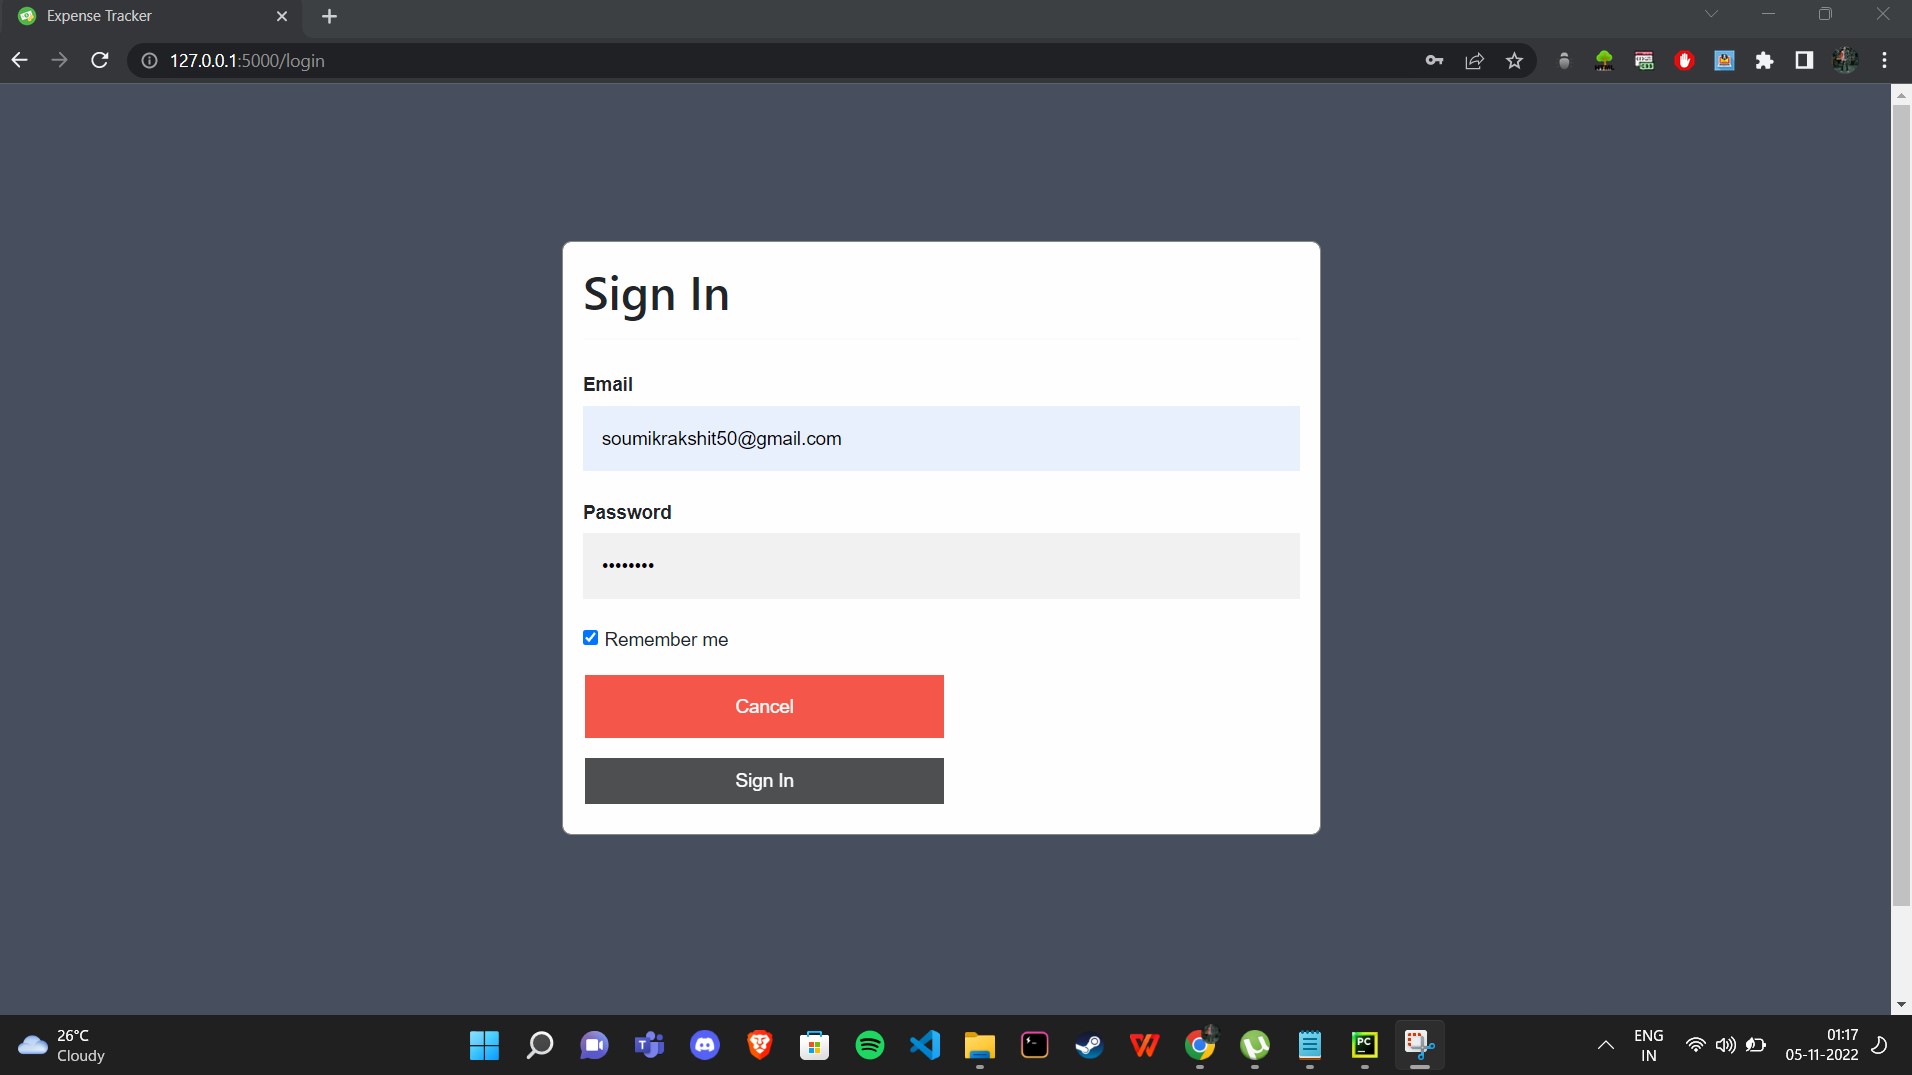 Expense Tracker
127.0.0.1:5000/login
Sign In
Email
soumikrakshit50@gmail.com
Password
••••••••
Remember me
Cancel
Sign In
26°C
Cloudy
ENG
IN
01:17
05-11-2022